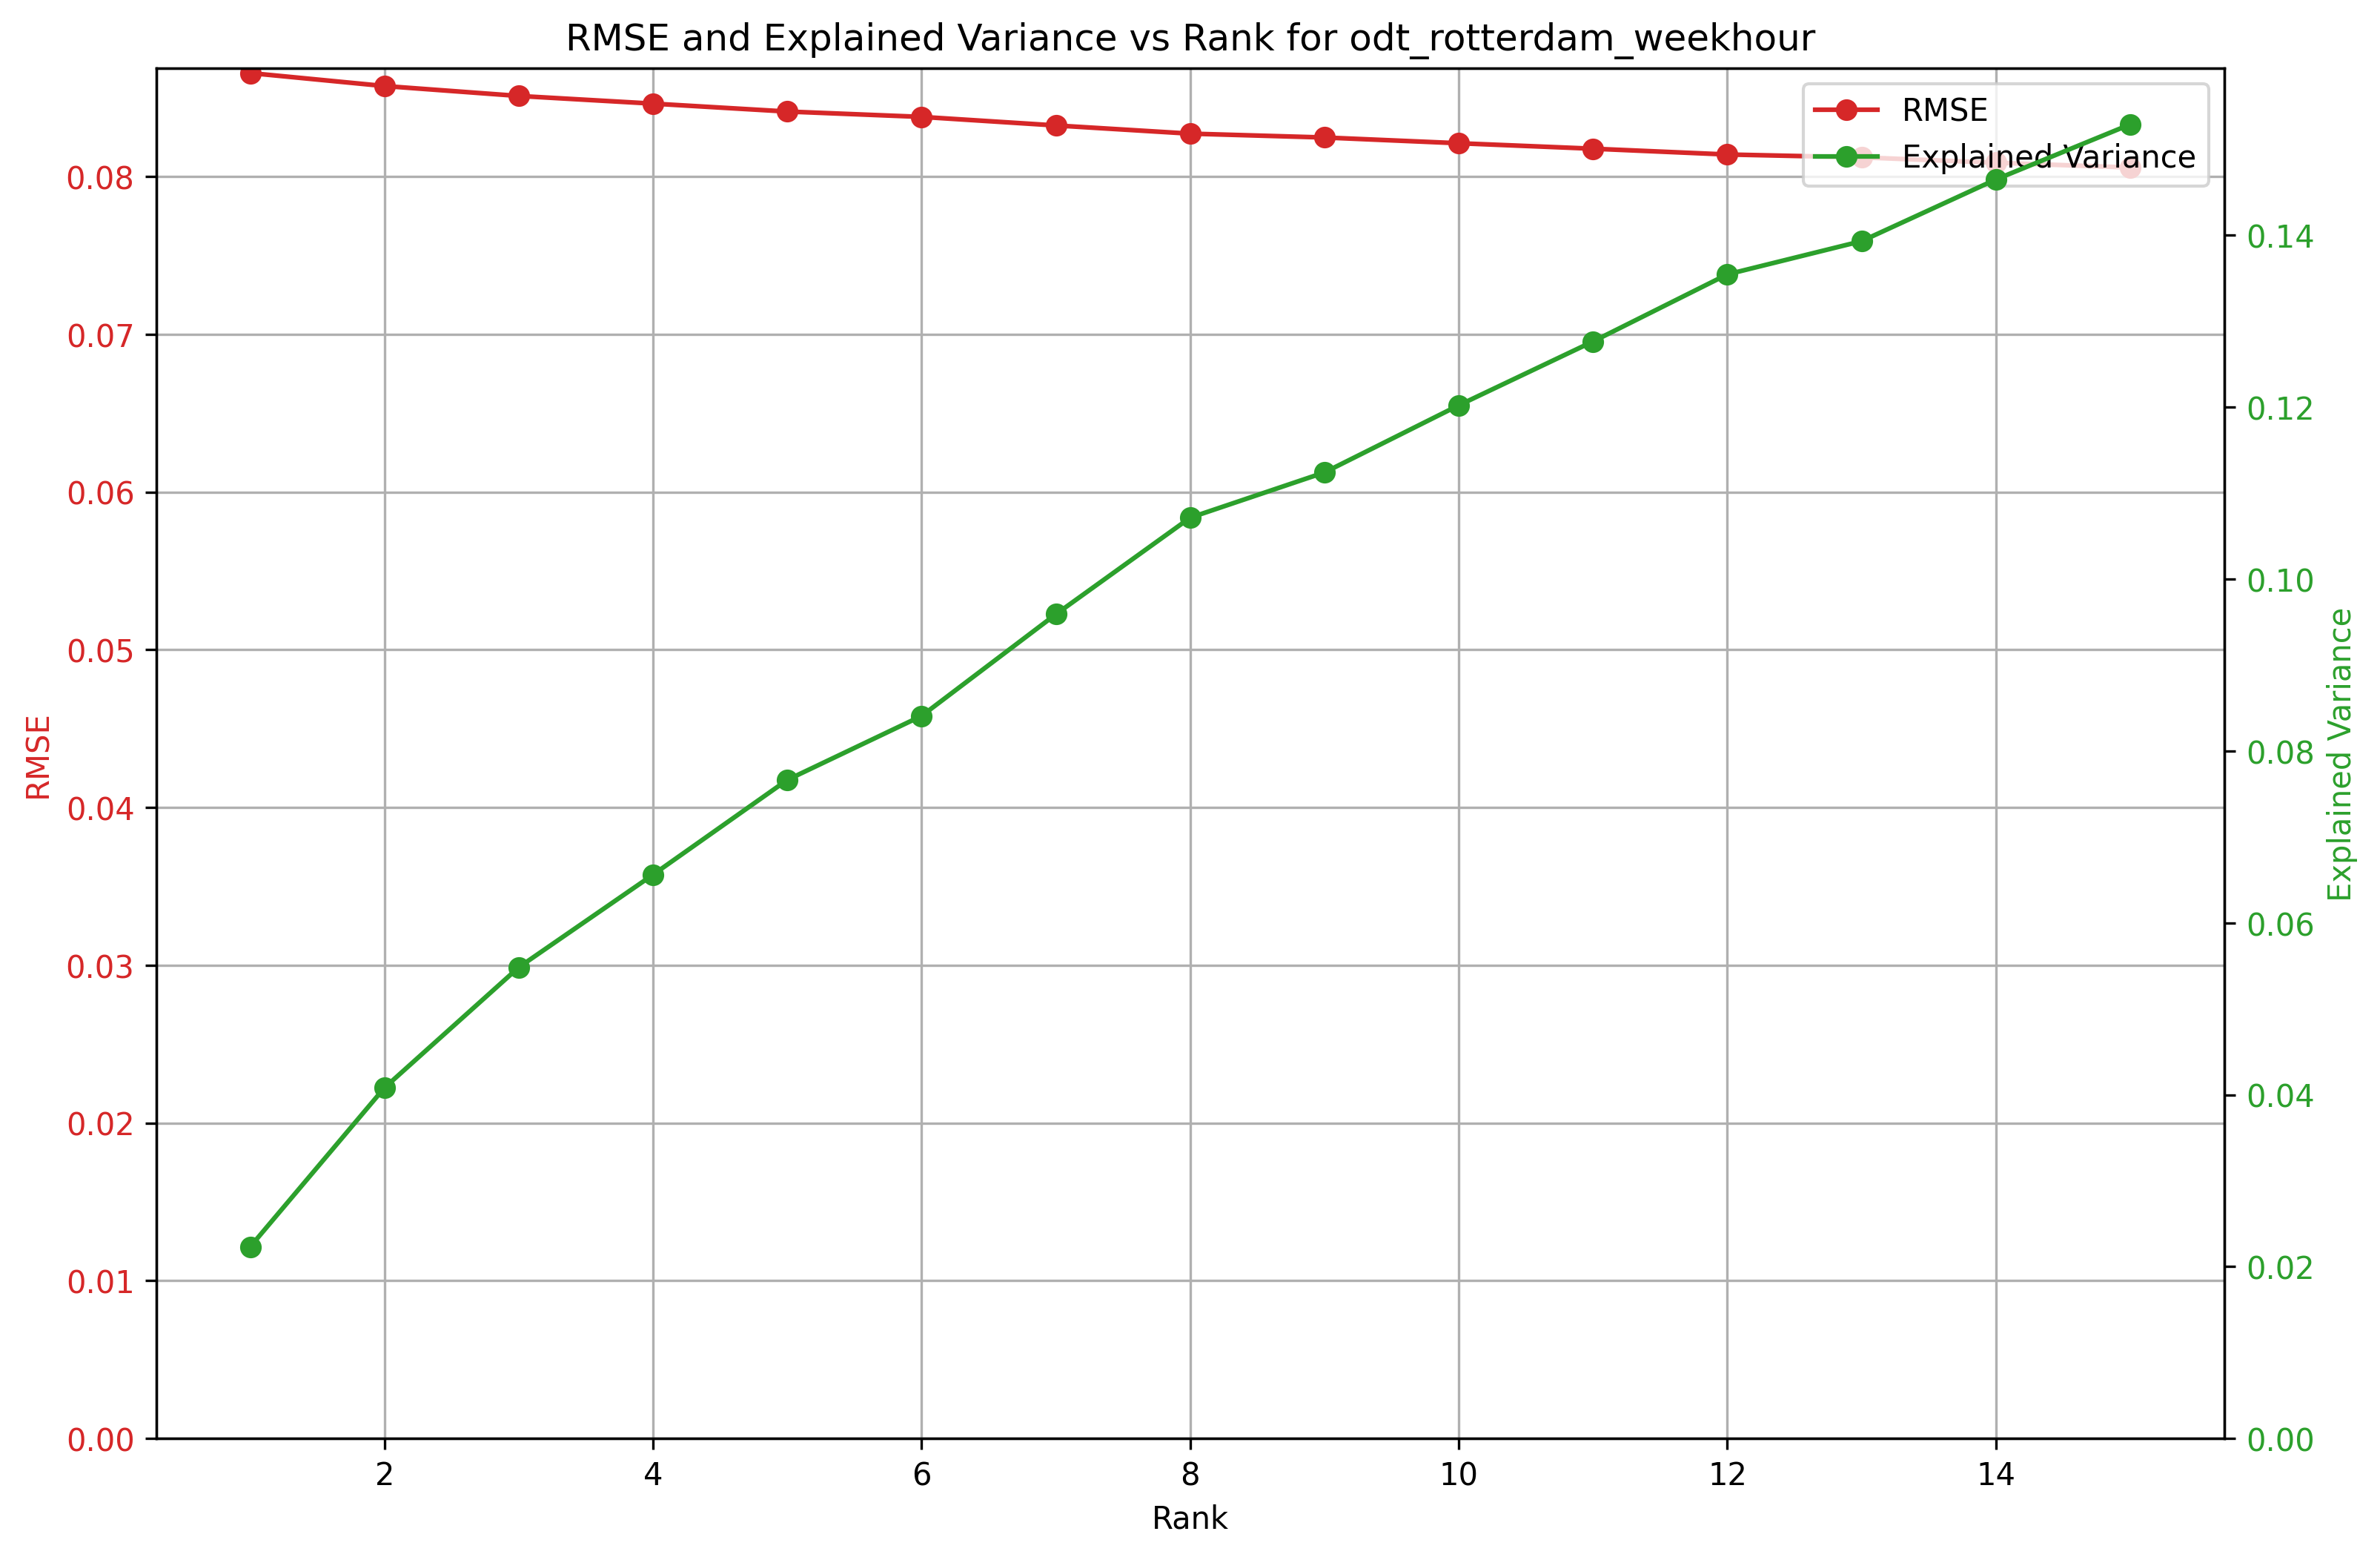 RMSE and Explained Variance vs Rank for odt_rotterdam_weekhour
RMSE
Explained Variance
0.08
0.07
0.06
0.05
0.04
0.03
0.02
0.01
0.00
RMSE
0.14
0.12
0.10
0.08
0.06
0.04
0.02
0.00
Explained Variance
2 4 6 8 10 12 14
Rank